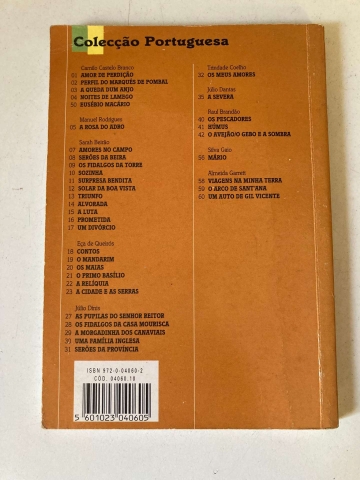 Colecção Portuguesa
Camilo Castelo Branco
01 AMOR DE PERDIÇÃO
02 PERFIL DO MARQUÊS DE POMBAL
03 A QUEDA DUM ANJO
04 NOITES DE LAMEGO
50 EUSÉBIO MACÁRIO
Manuel Rodrigues
05 A ROSA DO ADRO
Sarah Beirão
07 AMORES NO CAMPO
08 SERÕES DA BEIRA
09 OS FIDALGOS DA TORRE
10 SOZINHA
11 SURPRESA BENDITA
12 SOLAR DA BOA VISTA
13 TRIUNFO
14 ALVORADA
15 A LUTA
16 PROMETIDA
17 UM DIVÓRCIO
Eça de Queirós
18 CONTOS
19 O MANDARIM
20 OS MAIAS
21 O PRIMO BASÍLIO
22 A RELÍQUIA
23 A CIDADE E AS SERRAS
Júlio Dinis
27 AS PUPILAS DO SENHOR REITOR
28 OS FIDALGOS DA CASA MOURISCA
29 A MORGADINHA DOS CANAVIAIS
30 UMA FAMÍLIA INGLESA
31 SERÕES DA PROVÍNCIA
Trindade Coelho
32 OS MEUS AMORES
Júlio Dantas
35 A SEVERA
Raul Brandão
40 OS PESCADORES
41 HÚMUS
42 O AVEJÃO/O GEBO E A SOMBRA
Silva Gaio
50 MÁRIO
Almeida Garrett
58 VIAGENS NA MINHA TERRA
59 O ARCO DE SANT'ANA
60 UM AUTO DE GIL VICENTE
ISBN 972-0-04060-2
CÓD. 04060.10
5 601023 040605